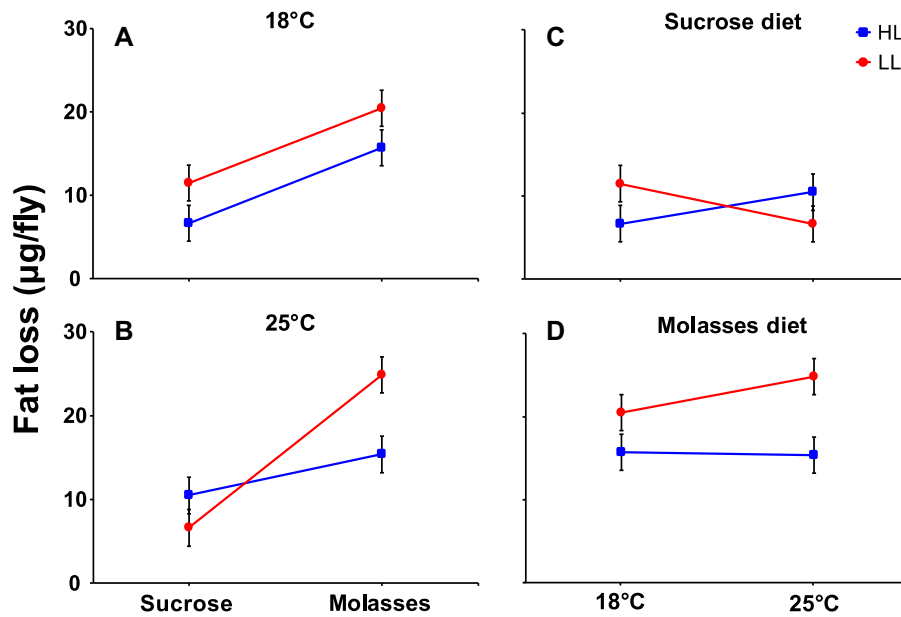 Fat loss (µg/fly)
A
18°C
30
20
10
0
B
25°C
30
20
10
0
Sucrose
Molasses
C
Sucrose diet
HL
LL
D
Molasses diet
18°C
25°C